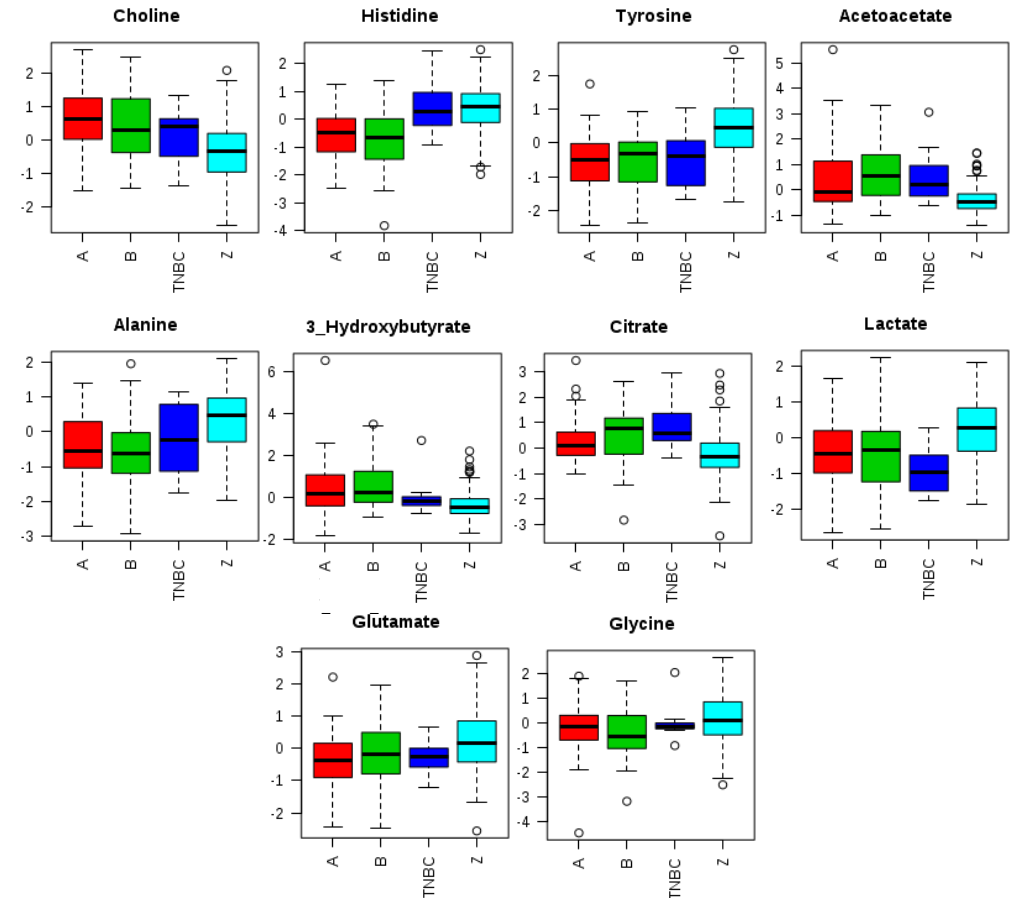 Choline
2
1
0
-1
-2
A
B
TNBC
Z
Histidine
2
1
0
-1
-2
-3
-4
A
B
TNBC
Z
Tyrosine
2
1
0
-1
-2
A
B
TNBC
Z
Acetoacetate
5
4
3
2
1
0
-1
A
B
TNBC
Z
Alanine
2
1
0
-1
-2
-3
A
B
TNBC
Z
3_Hydroxybutyrate
6
4
2
0
-2
A
B
TNBC
Z
Citrate
3
2
1
0
-1
-2
-3
A
B
TNBC
Z
Lactate
2
1
0
-1
-2
A
B
TNBC
Z
Glutamate
3
2
1
0
-1
-2
A
B
TNBC
Z
Glycine
2
1
0
-1
-2
-3
-4
A
B
TNBC
Z